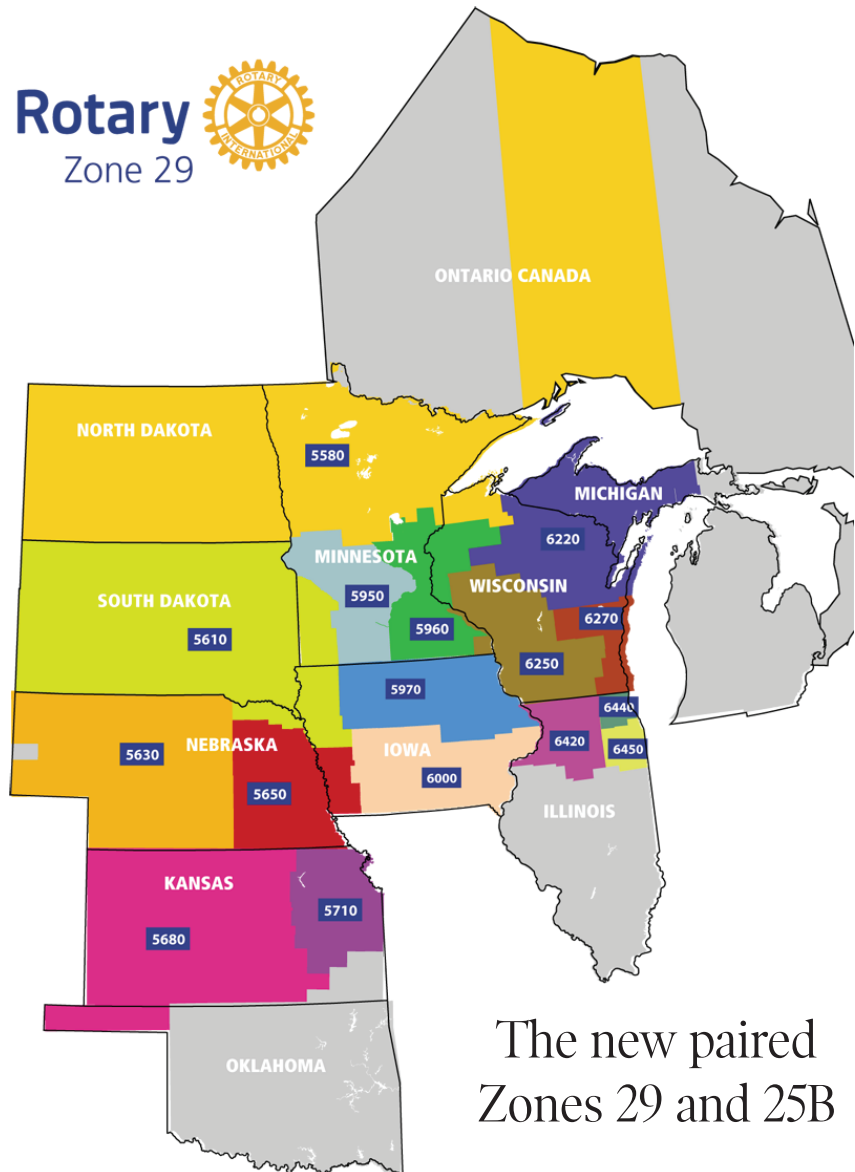 Rotary
Zone 29
ROTARY
INTERNATIONAL
ONTARIO CANADA
NORTH DAKOTA
5580
MICHIGAN
6220
MINNESOTA
WISCONSIN
SOUTH DAKOTA
5950
5610
5960
6270
6250
5970
6440
NEBRASKA
5630
IOWA
6420
6450
6000
5650
ILLINOIS
KANSAS
5710
5680
OKLAHOMA
The new paired
Zones 29 and 25B